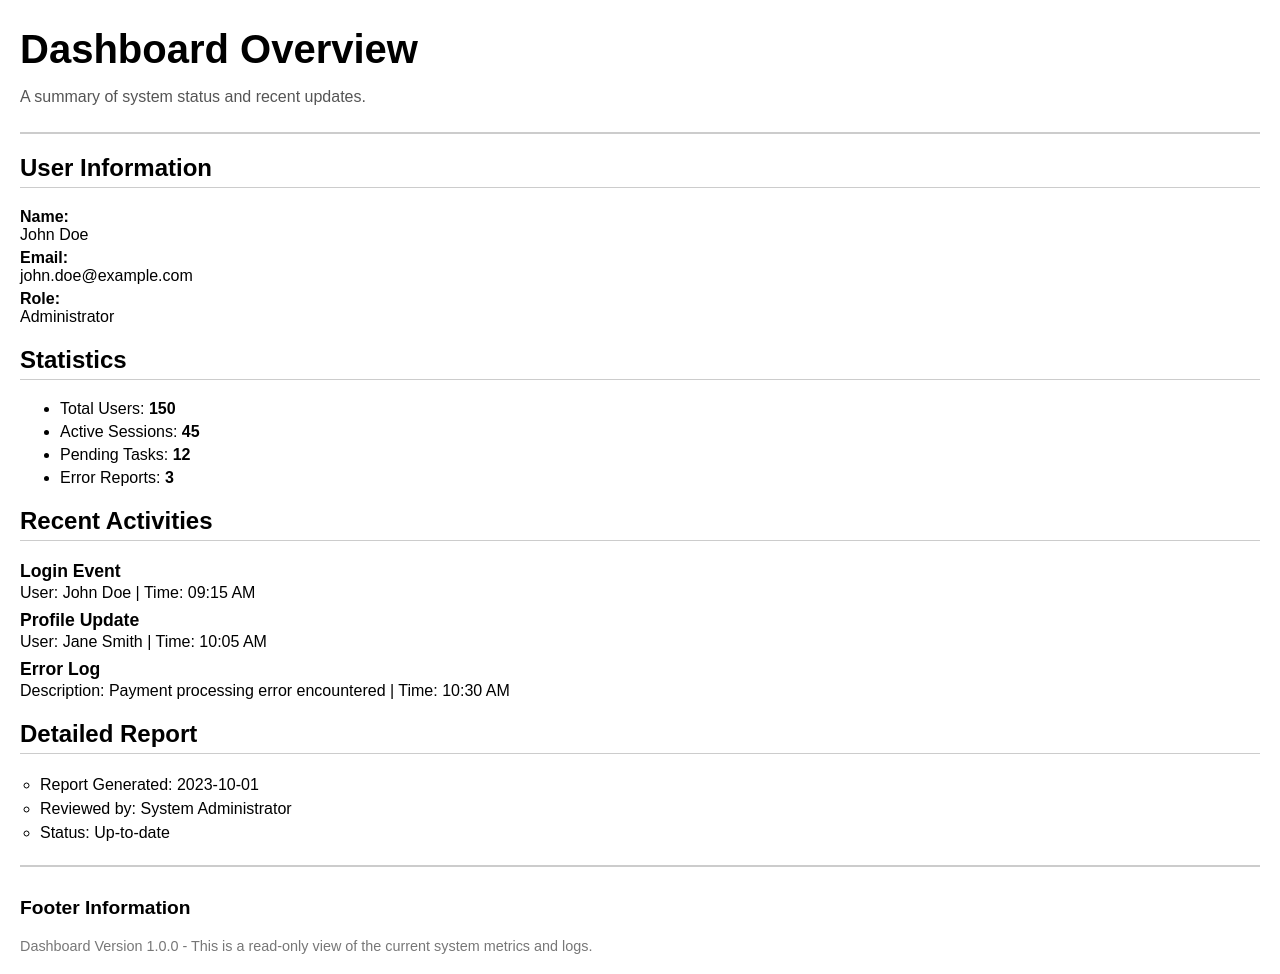 Dashboard Overview
A summary of system status and recent updates.
User Information
Name:
John Doe
Email:
john.doe@example.com
Role:
Administrator
Statistics
Total Users: 150
Active Sessions: 45
Pending Tasks: 12
Error Reports: 3
Recent Activities
Login Event
User: John Doe | Time: 09:15 AM
Profile Update
User: Jane Smith | Time: 10:05 AM
Error Log
Description: Payment processing error encountered | Time: 10:30 AM
Detailed Report
Report Generated: 2023-10-01
Reviewed by: System Administrator
Status: Up-to-date
Footer Information
Dashboard Version 1.0.0 - This is a read-only view of the current system metrics and logs.